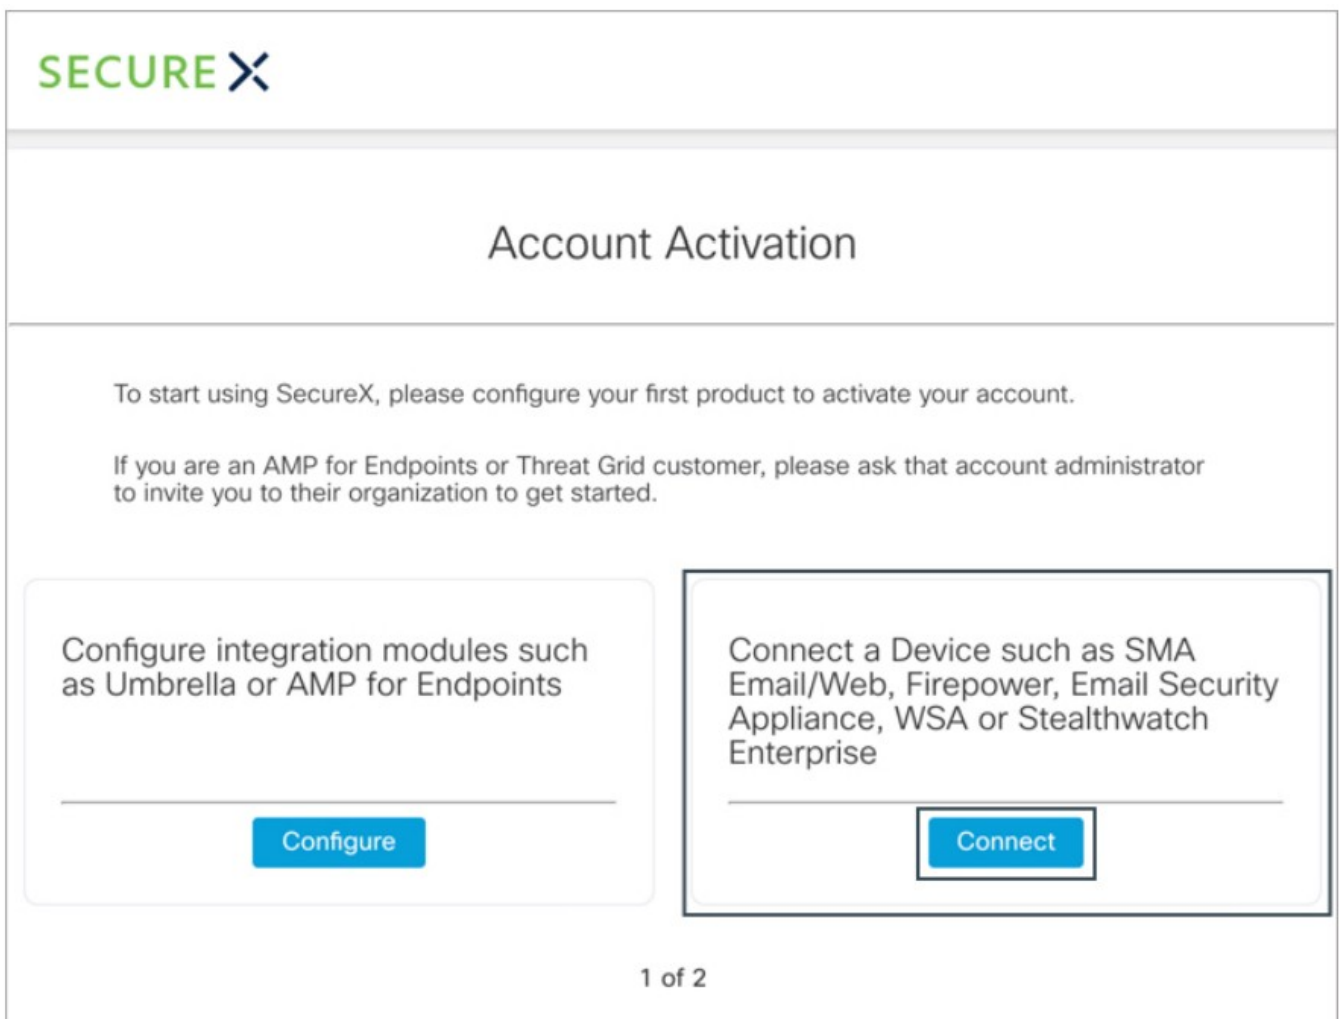 SECURE X
Account Activation
To start using SecureX, please configure your first product to activate your account.
If you are an AMP for Endpoints or Threat Grid customer, please ask that account administrator
to invite you to their organization to get started.
Configure integration modules such
as Umbrella or AMP for Endpoints
Configure
Connect a Device such as SMA
Email/Web, Firepower, Email Security
Appliance, WSA or Stealthwatch
Enterprise
Connect
1 of 2